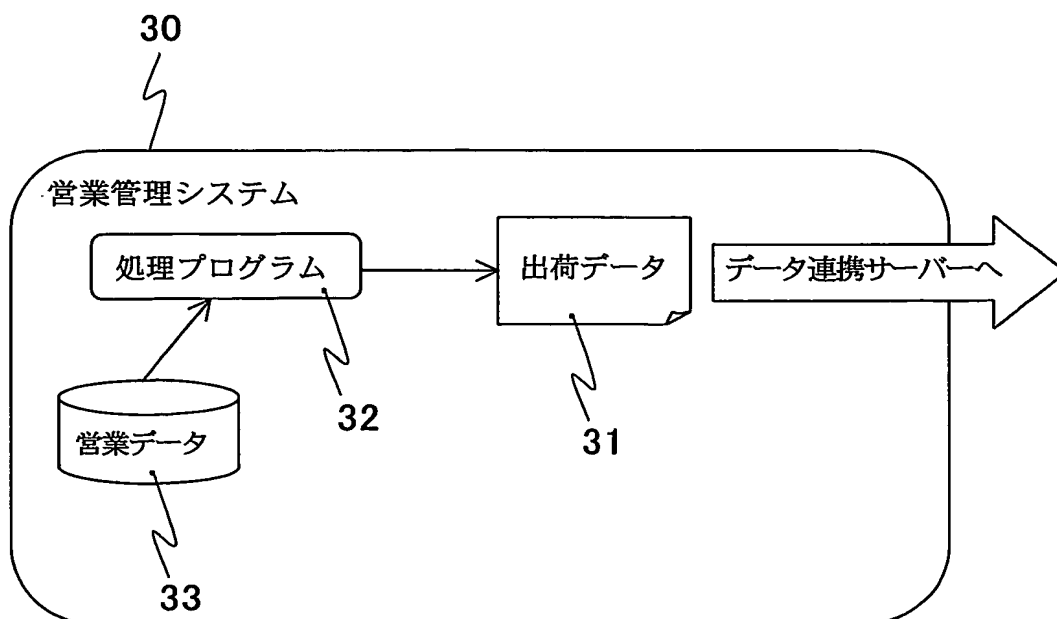 30
営業管理システム
処理プログラム
出荷データ
データ連携サーバーへ
32
31
営業データ
33